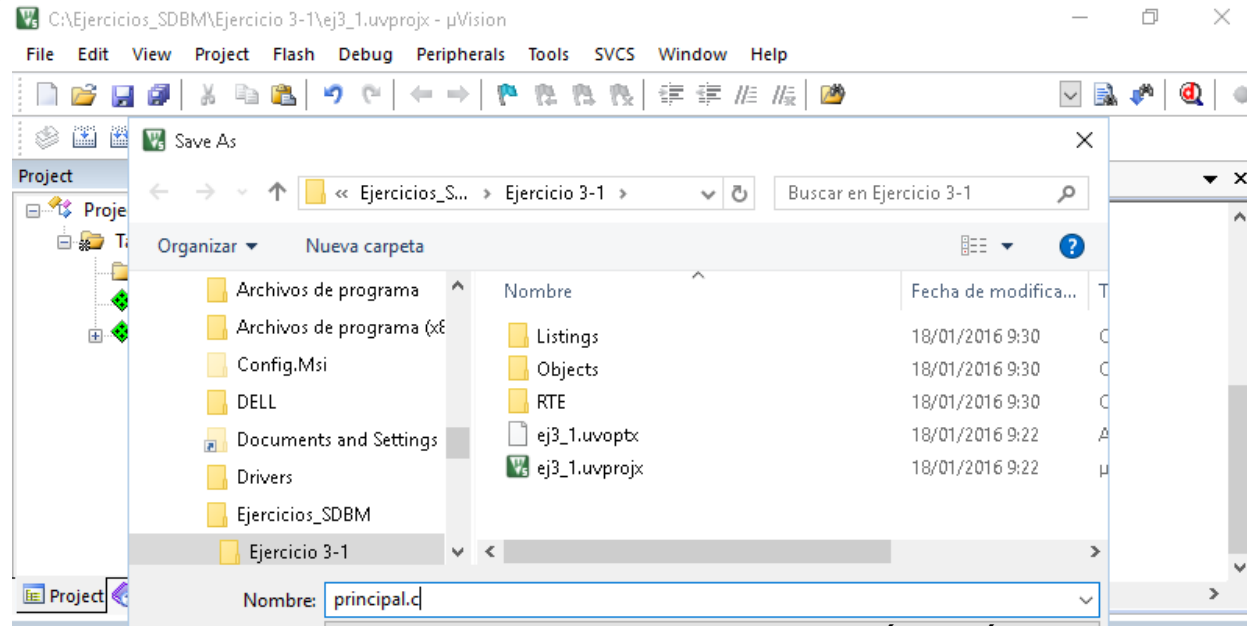 C:\Ejercicios_SDBM\Ejercicio 3-1\ej3_1.uvprojx - µVision
File Edit View Project Flash Debug Peripherals Tools SVCS Window Help
Save As
Project
« Ejercicios_S... > Ejercicio 3-1 >
Buscar en Ejercicio 3-1
Proje
Organizar Nueva carpeta
Archivos de programa
Nombre
Fecha de modifica...
T
Archivos de programa (x8
Listings 18/01/2016 9:30
Config.Msi
Objects 18/01/2016 9:30
DELL
RTE 18/01/2016 9:30
Documents and Settings
ej3_1.uvoptx 18/01/2016 9:22
Drivers
ej3_1.uvprojx 18/01/2016 9:22
Ejercicios_SDBM
Ejercicio 3-1
Project
Nombre: principal.c